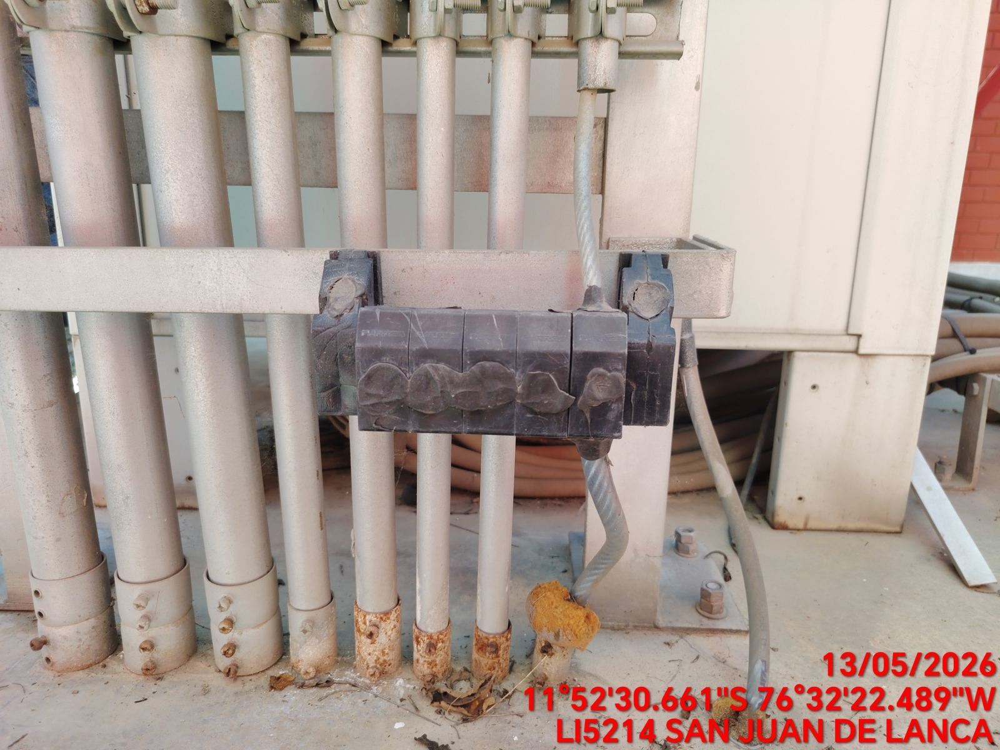 13/05/2026
11°52'30.661"S 76°32'22.489"W
LI5214 SAN JUAN DE LANCA